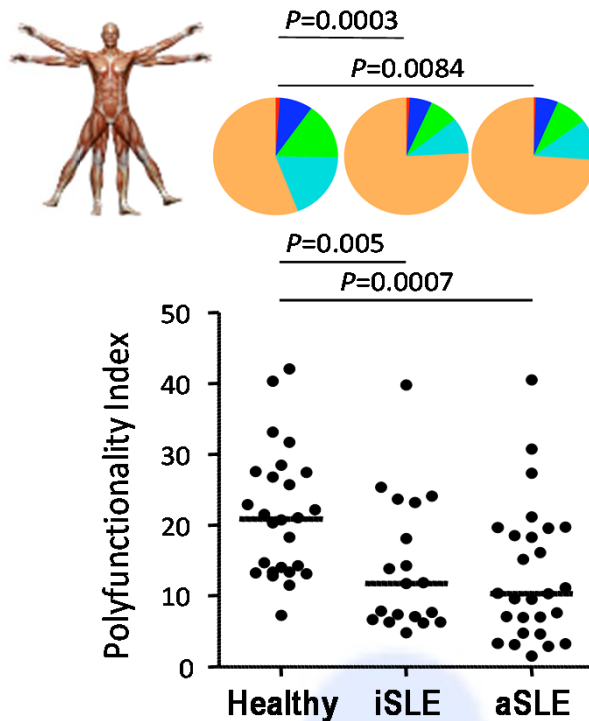 P=0.0003
P=0.0084
P=0.005
P=0.0007
Polyfunctionality Index
50
40
30
20
10
0
Healthy iSLE aSLE